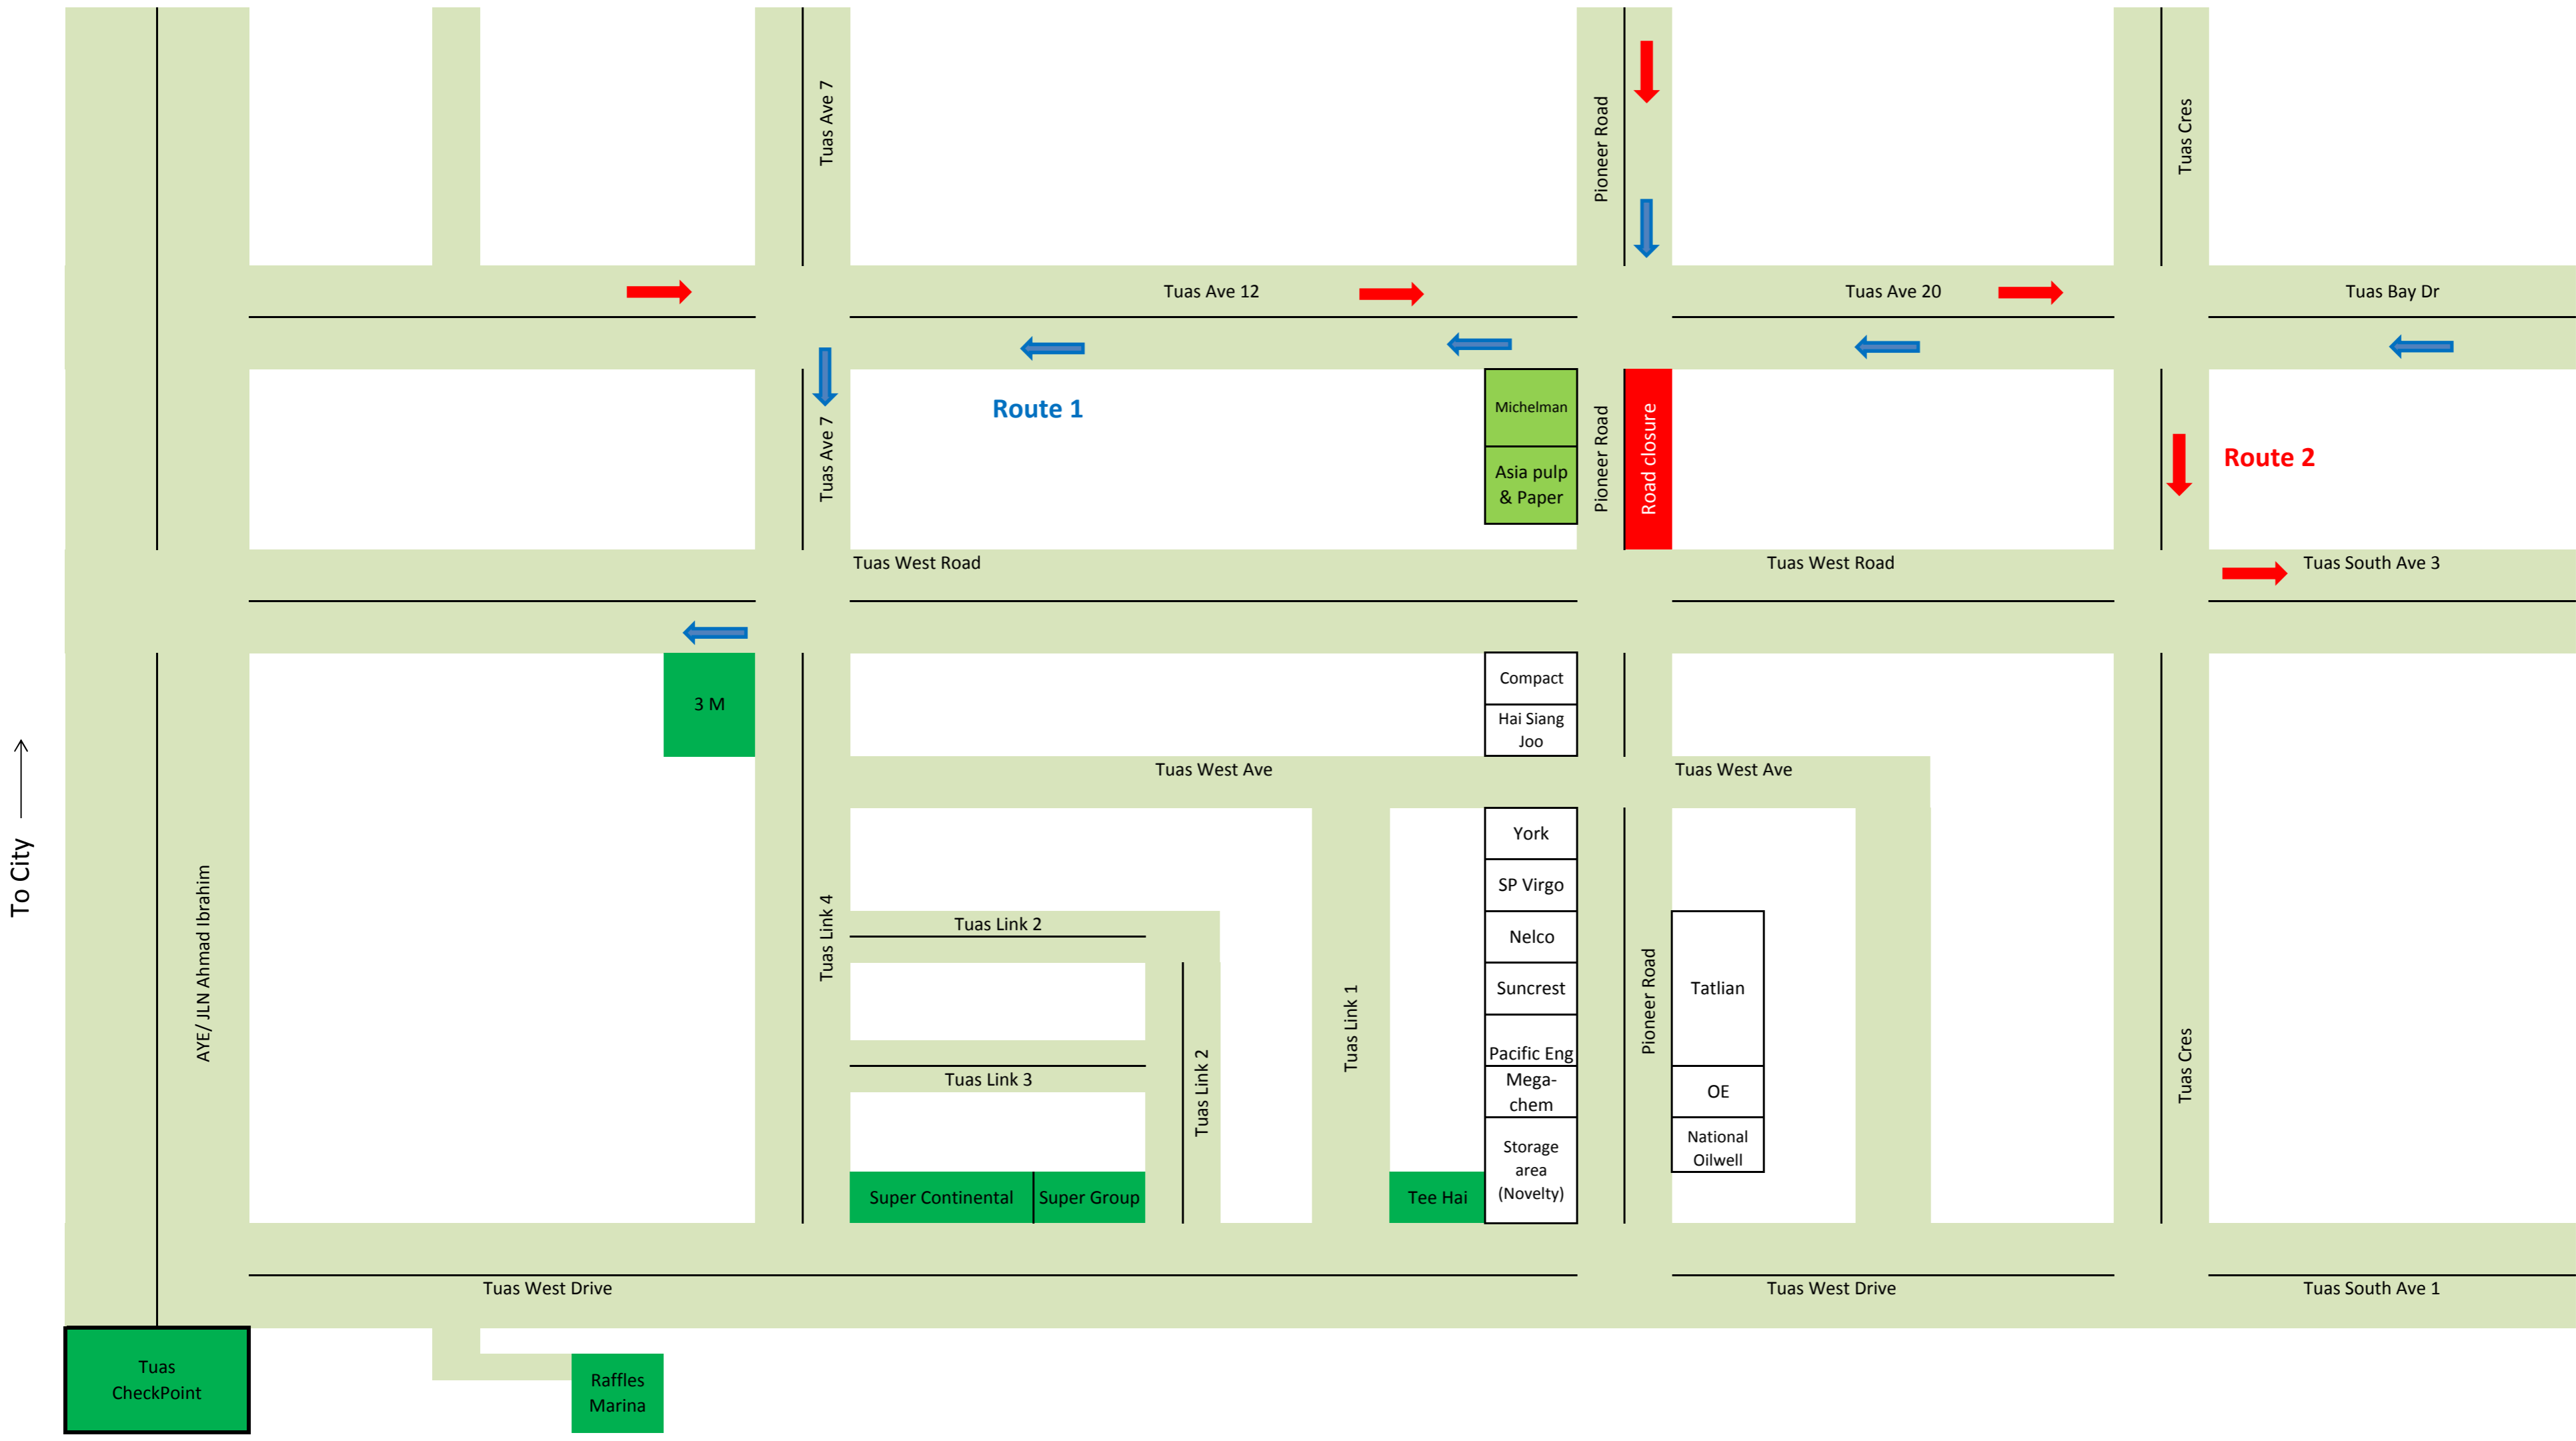 Tuas Ave 7
Pioneer Road
Tuas Cres
Tuas Ave 12
Tuas Ave 20
Tuas Bay Dr
Route 1
Tuas Ave 7
Michelman
Asia pulp
& Paper
Pioneer Road
Road closure
Route 2
Tuas West Road
Tuas West Road
Tuas South Ave 3
3 M
Compact
Hai Siang
Joo
Tuas West Ave
Tuas West Ave
To City
AYE/ JLN Ahmad Ibrahim
Tuas Link 4
York
SP Virgo
Tuas Link 2
Nelco
Suncrest
Tuas Link 1
Pioneer Road
Tatlian
Pacific Eng
Tuas Link 3
Tuas Link 2
Mega-
chem
OE
Tuas Cres
National
Oilwell
Storage
area
(Novelty)
Super Continental
Super Group
Tee Hai
Tuas West Drive
Tuas West Drive
Tuas South Ave 1
Tuas
CheckPoint
Raffles
Marina